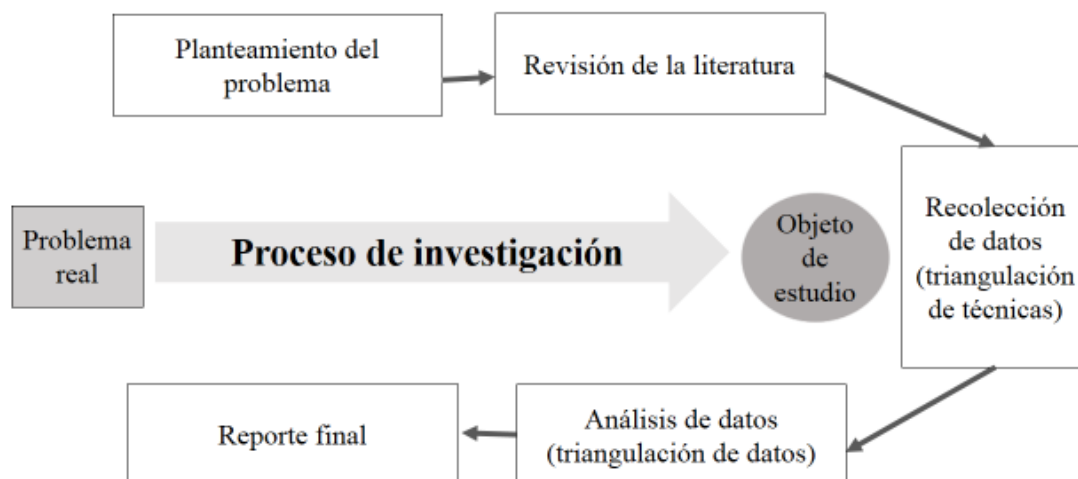 Planteamiento del
problema
Revisión de la literatura
Recolección
de datos
(triangulación
de técnicas)
Problema
real
Proceso de investigación
Objeto
de
estudio
Análisis de datos
(triangulación de datos)
Reporte final